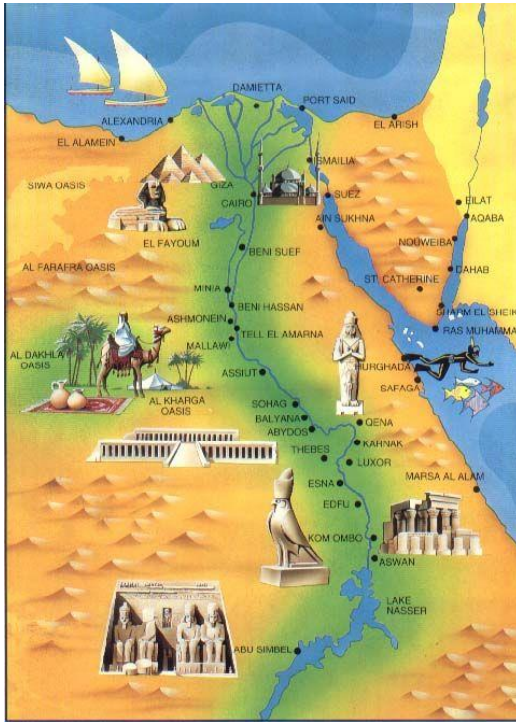 DAMIETTA
PORT SAID
ALEXANDRIA
EL ARISH
EL ALAMEIN
ISMAILIA
SIWA OASIS
GIZA
CAIRO
SUEZ
EILAT
AQABA
AIN SUKHNA
EL FAYOUM
NOUWEIBA
BENI SUEF
AL FARAFRA OASIS
DAHAB
ST. CATHERINE
MINIA
BENI HASSAN
SHARM EL SHEIK
ASHMONEIN
TELL EL AMARNA
RAS MUHAMMA
MALLAWI
AL DAKHLA
OASIS
HURGHADA
ASSIUT
SAFAGA
AL KHARGA
OASIS
SOHAG
BALYANA
ABYDOS
QENA
KAHNAK
THEBES
LUXOR
MARSA AL ALAM
ESNA
EDFU
KOM OMBO
ASWAN
LAKE
NASSER
ABU SIMBEL